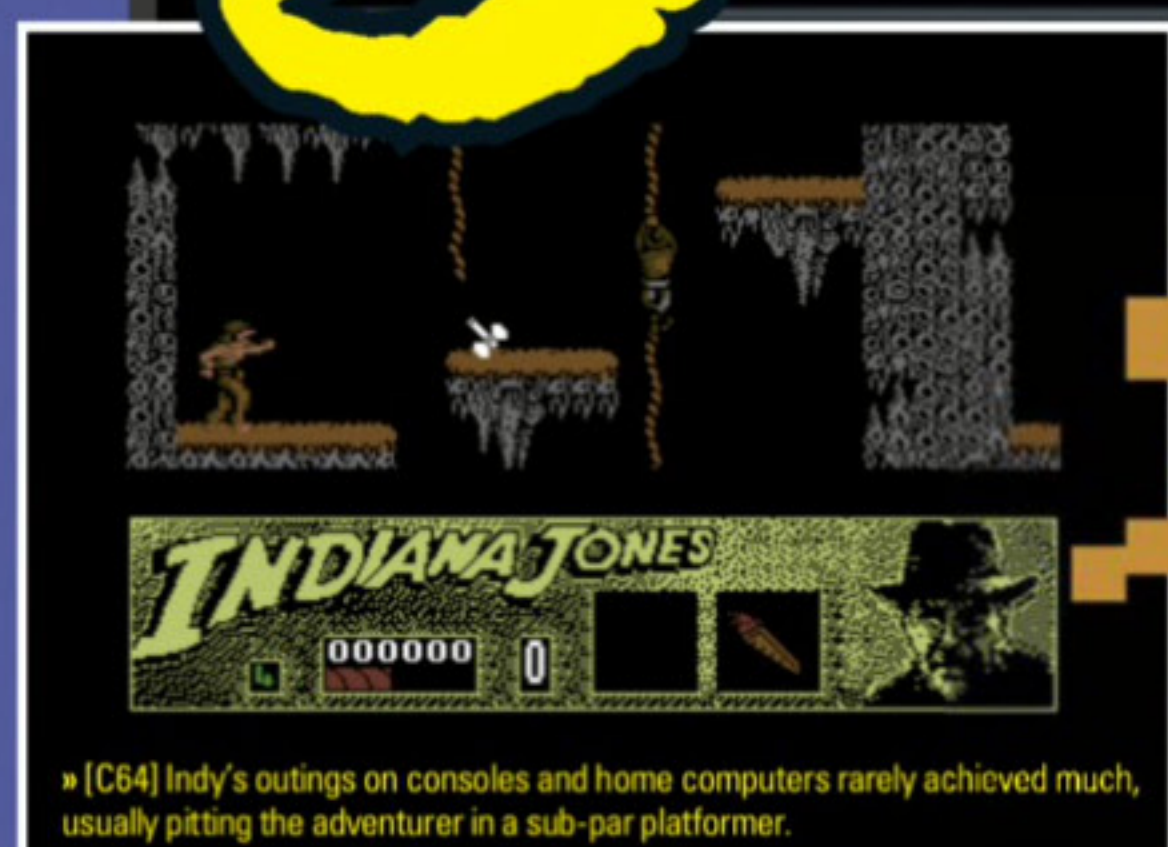 INDIANA JONES
000000
0
» [C64] Indy's outings on consoles and home computers rarely achieved much,
usually pitting the adventurer in a sub-par platformer.